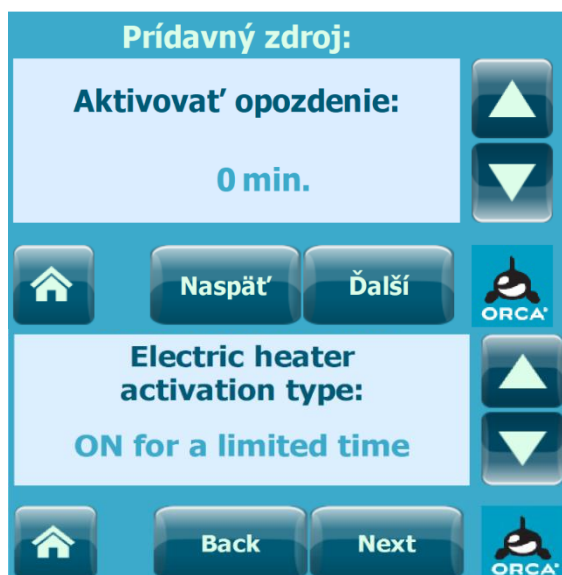 Prídavný zdroj:
Aktivovať opozdenie:
0 min.
Naspäť Ďalší
ORCA®
Electric heater
activation type:
ON for a limited time
Back Next
ORCA®